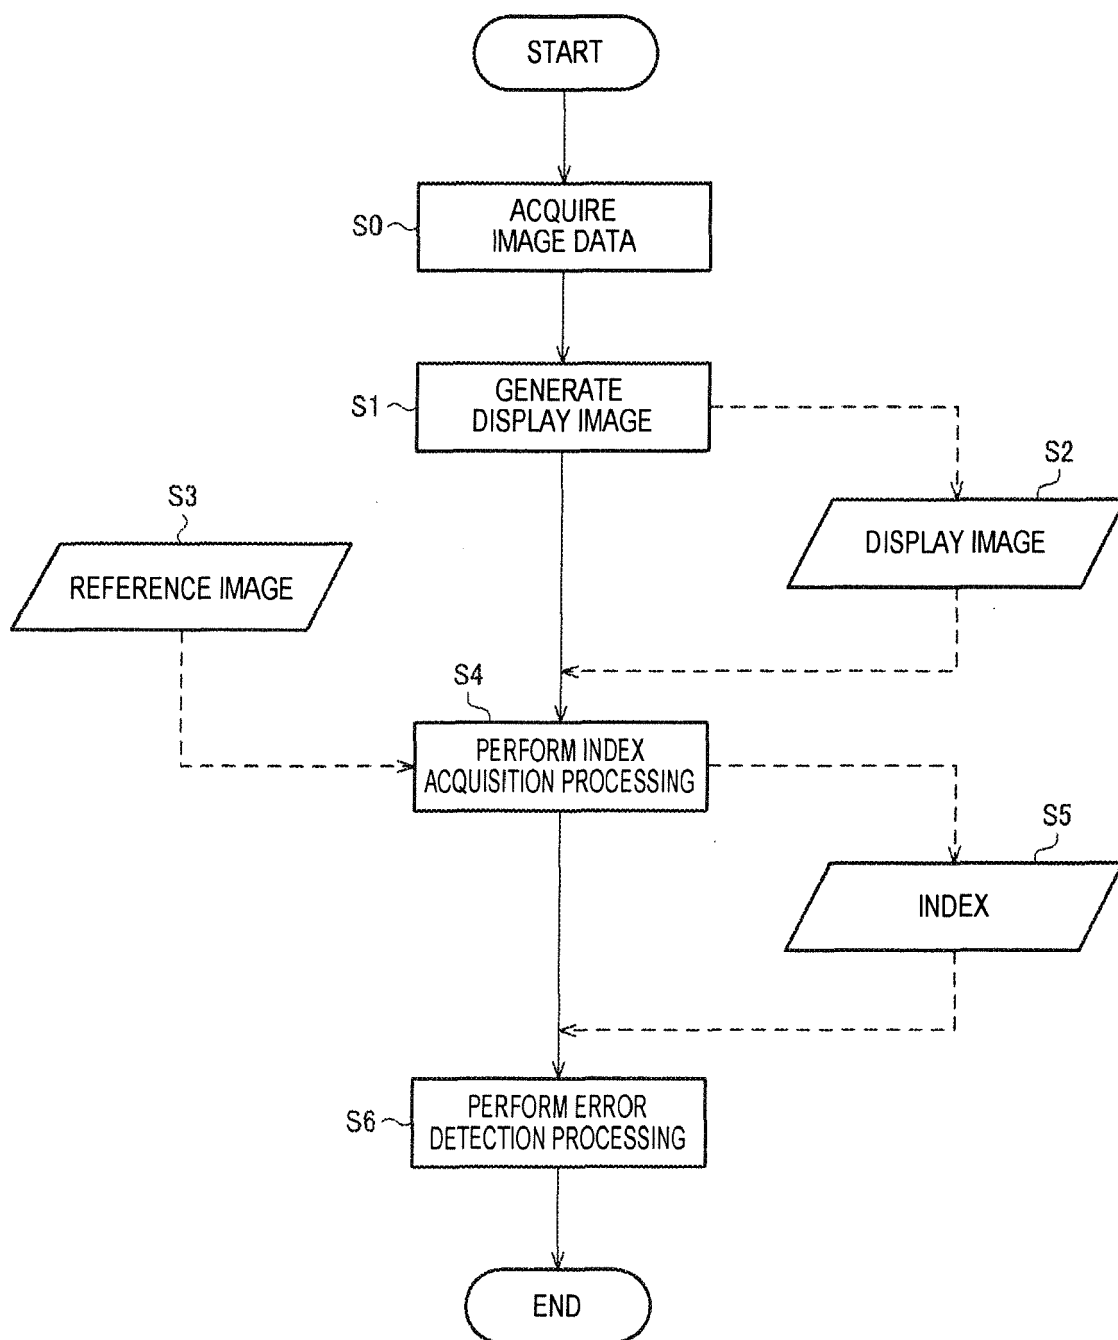 START
S0
ACQUIRE
IMAGE DATA
S1
GENERATE
DISPLAY IMAGE
S2
DISPLAY IMAGE
S3
REFERENCE IMAGE
S4
PERFORM INDEX
ACQUISITION PROCESSING
S5
INDEX
S6
PERFORM ERROR
DETECTION PROCESSING
END